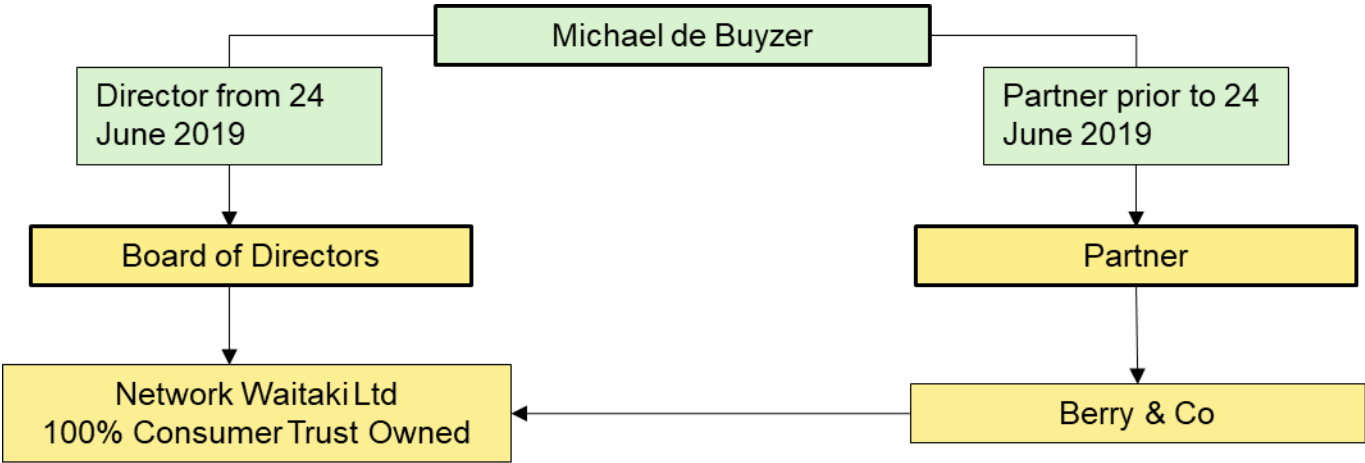 Michael de Buyzer
Director from 24
June 2019
Partner prior to 24
June 2019
Board of Directors
Partner
Network Waitaki Ltd
100% Consumer Trust Owned
Berry & Co